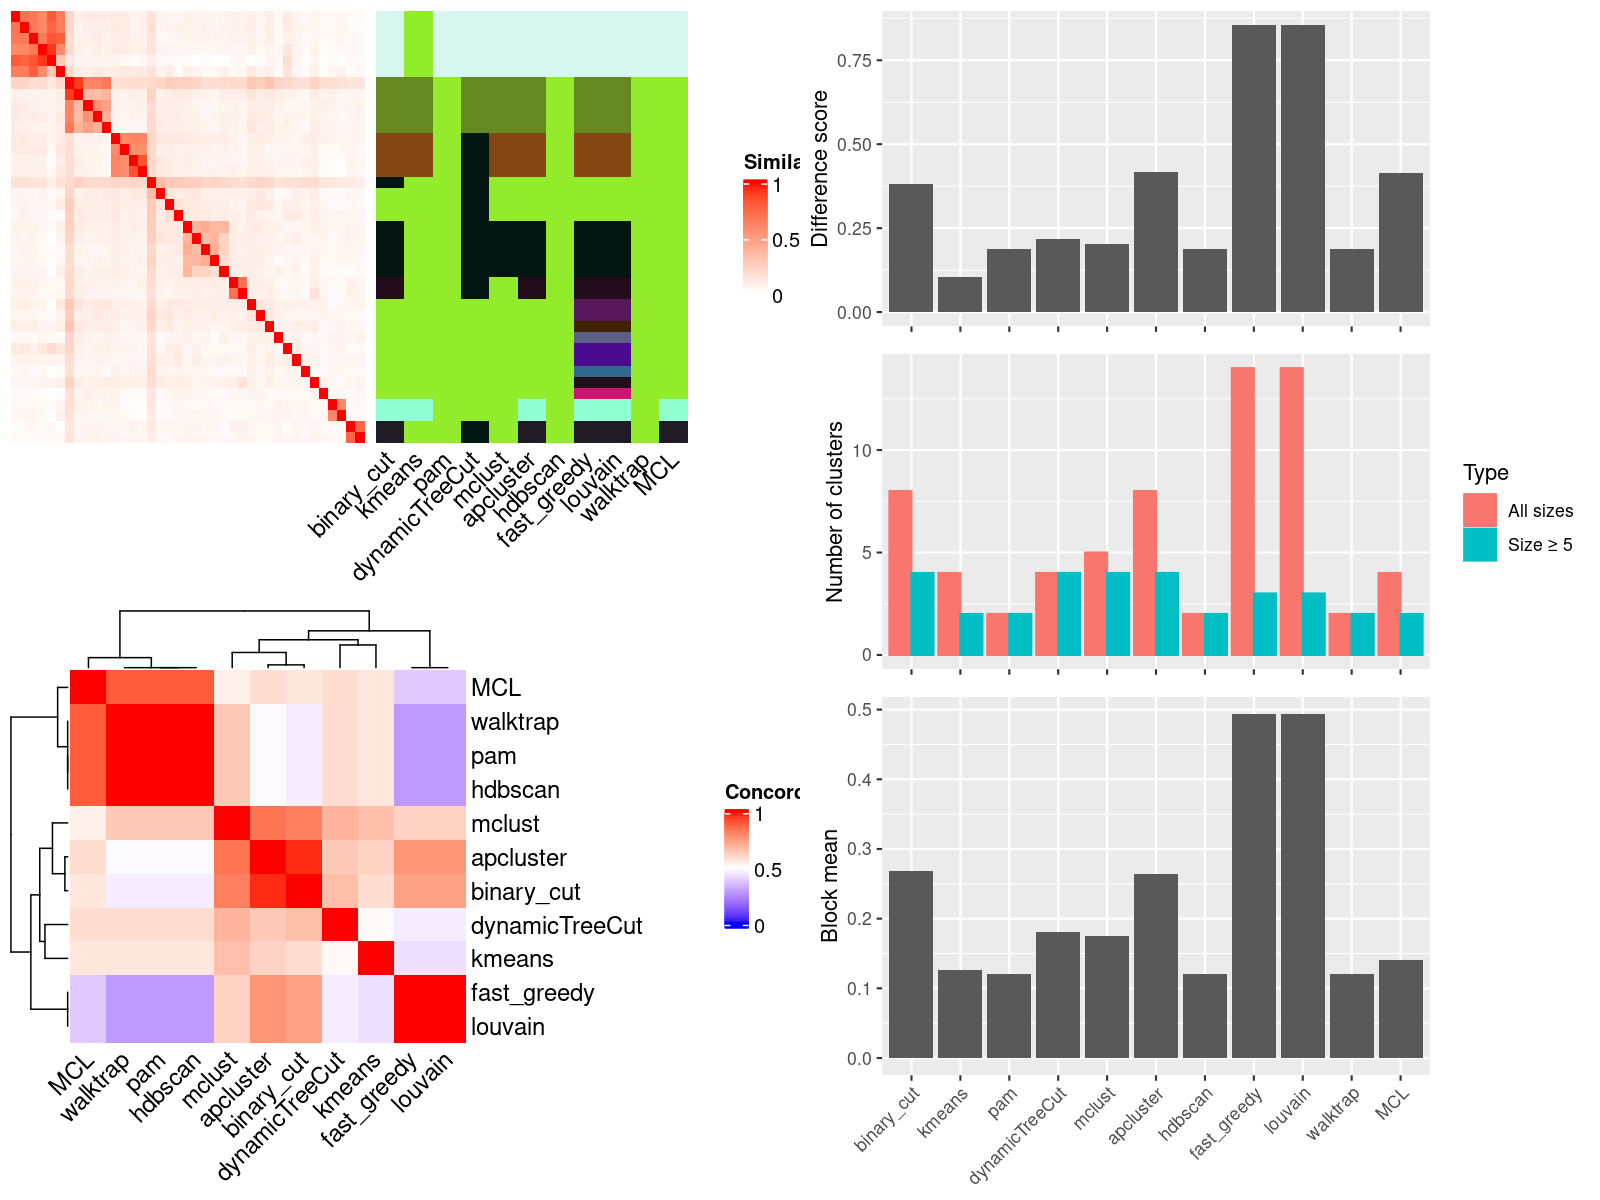 Simila
1
0.5
0
binary_cut
kmeans
pam
dynamicTreeCut
mclust
apcluster
hdbscan
fast_greedy
louvain
walktrap
MCL
Difference score
0.75
0.50
0.25
0.00
Number of clusters
10
5
0
Type
All sizes
Size ≥ 5
Block mean
0.5
0.4
0.3
0.2
0.1
0.0
binary_cut
kmeans
pam
dynamicTreeCut
mclust
apcluster
hdbscan
fast_greedy
louvain
walktrap
MCL
MCL
walktrap
pam
hdbscan
mclust
apcluster
binary_cut
dynamicTreeCut
kmeans
fast_greedy
louvain
Concord
1
0.5
0
MCL
walktrap
pam
hdbscan
mclust
apcluster
binary_cut
dynamicTreeCut
kmeans
fast_greedy
louvain